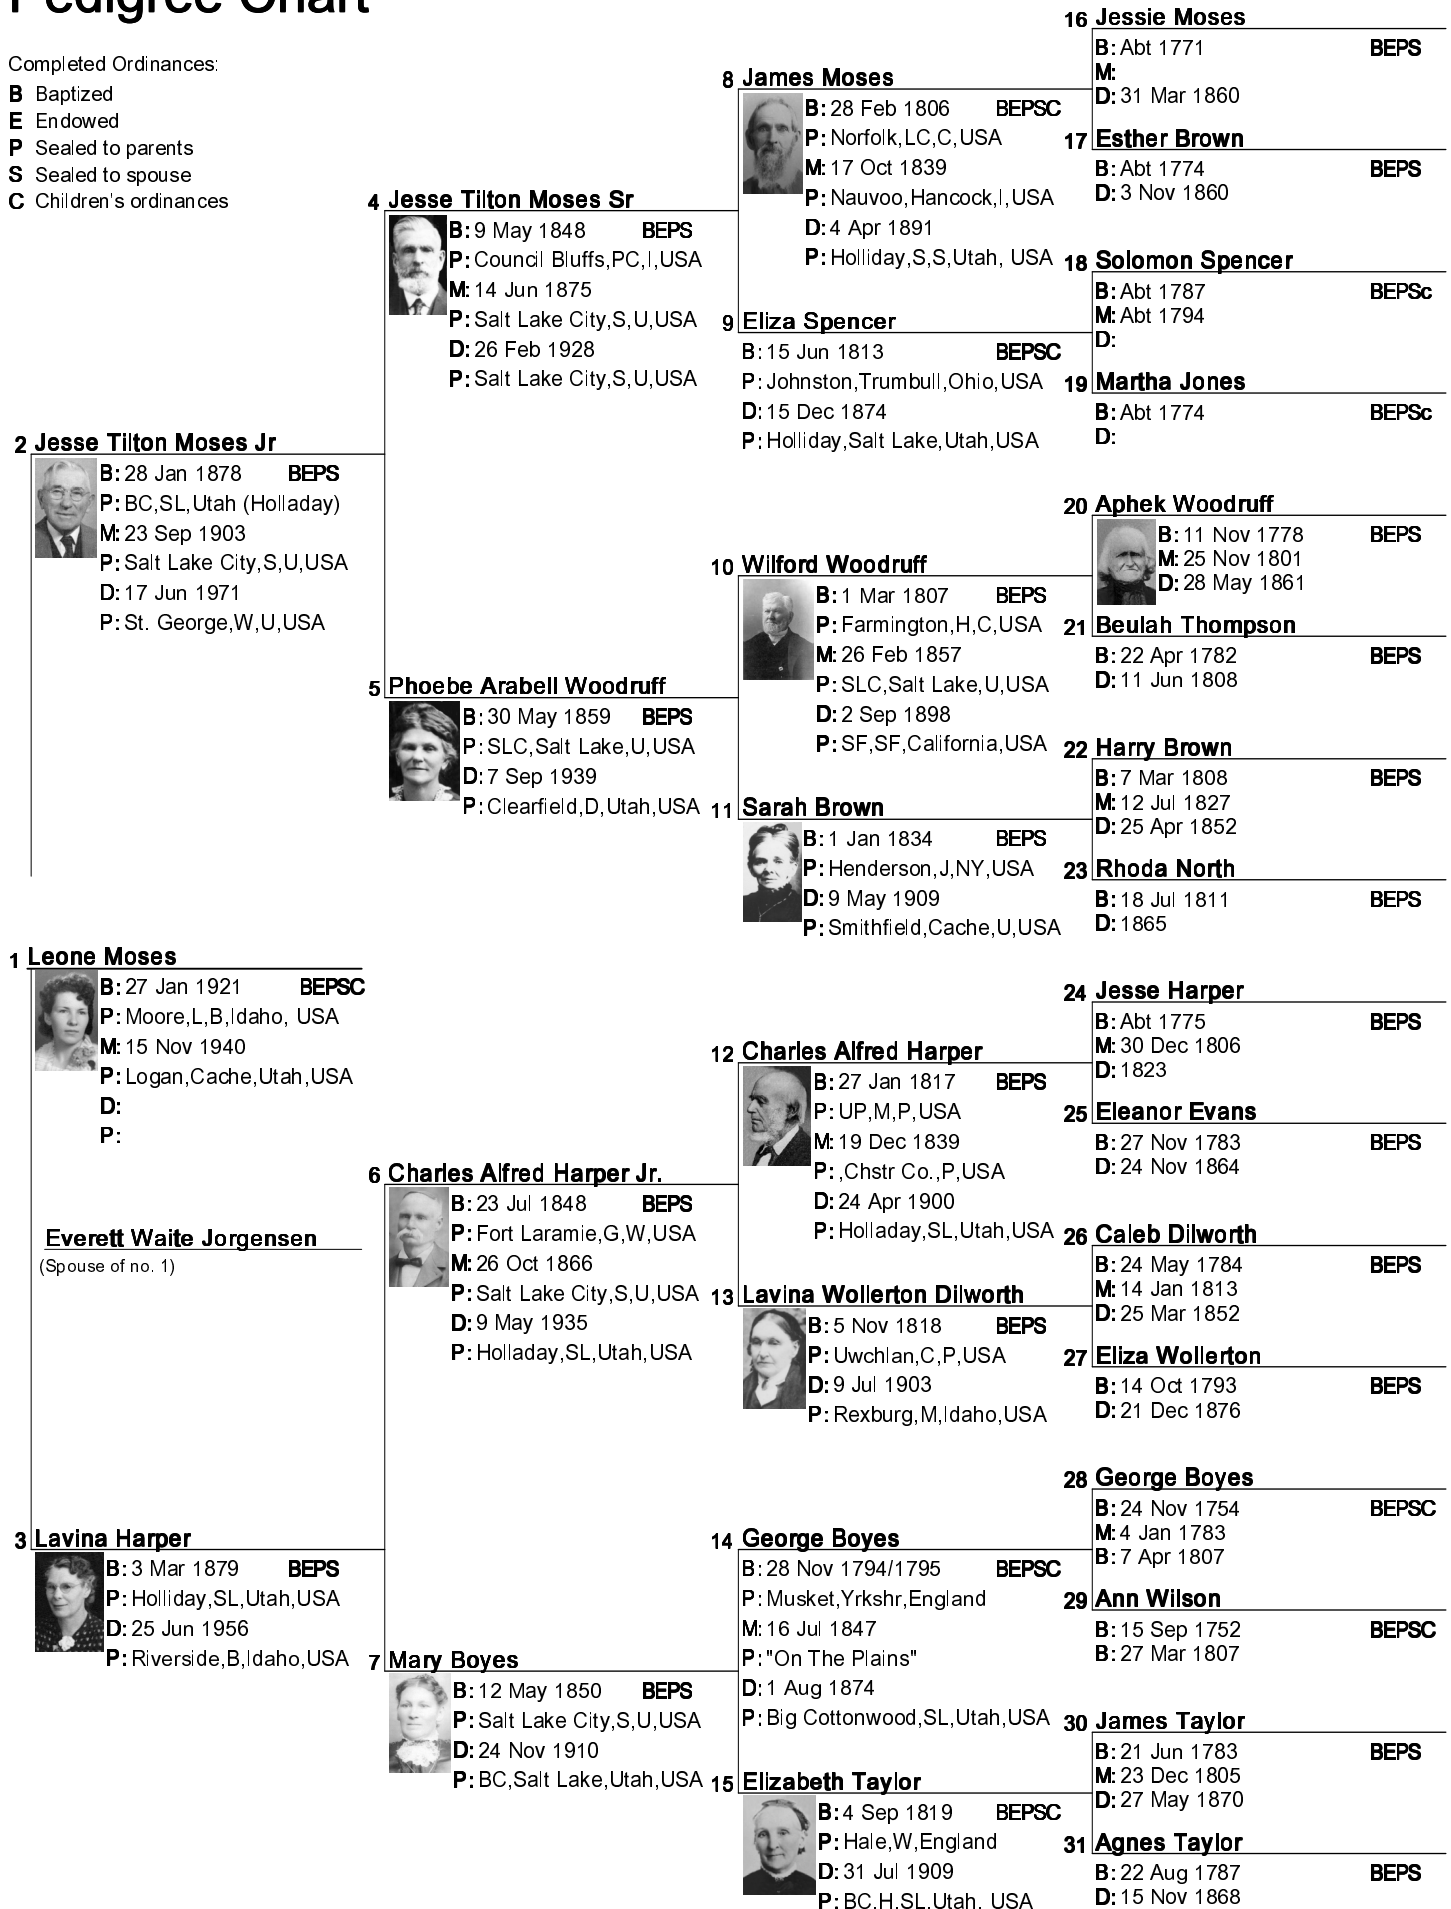 Pedigree Chart
Completed Ordinances:
B Baptized
E Endowed
P Sealed to parents
S Sealed to spouse
C Children's ordinances
2 Jesse Tilton Moses Jr
B: 28 Jan 1878 BEPS
P: BC,SL,Utah (Holladay)
M: 23 Sep 1903
P: Salt Lake City,S,U,USA
D: 17 Jun 1971
P: St. George,W,U,USA
1 Leone Moses
B: 27 Jan 1921 BEPSC
P: Moore,L,B,Idaho, USA
M: 15 Nov 1940
P: Logan,Cache,Utah,USA
D:
P:
Everett Waite Jorgensen
(Spouse of no. 1)
3 Lavina Harper
B: 3 Mar 1879 BEPS
P: Holliday,SL,Utah,USA
D: 25 Jun 1956
P: Riverside,B,Idaho,USA
4 Jesse Tilton Moses Sr
B: 9 May 1848 BEPS
P: Council Bluffs,PC,I,USA
M: 14 Jun 1875
P: Salt Lake City,S,U,USA
D: 26 Feb 1928
P: Salt Lake City,S,U,USA
5 Phoebe Arabell Woodruff
B: 30 May 1859 BEPS
P: SLC,Salt Lake,U,USA
D: 7 Sep 1939
P: Clearfield,D,Utah,USA
6 Charles Alfred Harper Jr.
B: 23 Jul 1848 BEPS
P: Fort Laramie,G,W,USA
M: 26 Oct 1866
P: Salt Lake City,S,U,USA
D: 9 May 1935
P: Holladay,SL,Utah,USA
7 Mary Boyes
B: 12 May 1850 BEPS
P: Salt Lake City,S,U,USA
D: 24 Nov 1910
P: BC,Salt Lake,Utah,USA
8 James Moses
B: 28 Feb 1806 BEPSC
P: Norfolk,LC,C,USA
M: 17 Oct 1839
P: Nauvoo,Hancock,I,USA
D: 4 Apr 1891
P: Holliday,S,S,Utah, USA
9 Eliza Spencer
B: 15 Jun 1813 BEPSC
P: Johnston,Trumbull,Ohio,USA
D: 15 Dec 1874
P: Holliday,Salt Lake,Utah,USA
10 Wilford Woodruff
B: 1 Mar 1807 BEPS
P: Farmington,H,C,USA
M: 26 Feb 1857
P: SLC,Salt Lake,U,USA
D: 2 Sep 1898
P: SF,SF,California,USA
11 Sarah Brown
B: 1 Jan 1834 BEPS
P: Henderson,J,NY,USA
D: 9 May 1909
P: Smithfield,Cache,U,USA
12 Charles Alfred Harper
B: 27 Jan 1817 BEPS
P: UP,M,P,USA
M: 19 Dec 1839
P: ,Chstr Co.,P,USA
D: 24 Apr 1900
P: Holladay,SL,Utah,USA
13 Lavina Wollerton Dilworth
B: 5 Nov 1818 BEPS
P: Uwchlan,C,P,USA
D: 9 Jul 1903
P: Rexburg,M,Idaho,USA
14 George Boyes
B: 28 Nov 1794/1795 BEPSC
P: Musket,Yrkshr,England
M: 16 Jul 1847
P: "On The Plains"
D: 1 Aug 1874
P: Big Cottonwood,SL,Utah,USA
15 Elizabeth Taylor
B: 4 Sep 1819 BEPSC
P: Hale,W,England
D: 31 Jul 1909
P: BC,H,SL,Utah, USA
16 Jessie Moses
B: Abt 1771 BEPS
M:
D: 31 Mar 1860
17 Esther Brown
B: Abt 1774 BEPS
D: 3 Nov 1860
18 Solomon Spencer
B: Abt 1787 BEPSc
M: Abt 1794
D:
19 Martha Jones
B: Abt 1774 BEPSc
D:
20 Aphek Woodruff
B: 11 Nov 1778 BEPS
M: 25 Nov 1801
D: 28 May 1861
21 Beulah Thompson
B: 22 Apr 1782 BEPS
D: 11 Jun 1808
22 Harry Brown
B: 7 Mar 1808 BEPS
M: 12 Jul 1827
D: 25 Apr 1852
23 Rhoda North
B: 18 Jul 1811 BEPS
D: 1865
24 Jesse Harper
B: Abt 1775 BEPS
M: 30 Dec 1806
D: 1823
25 Eleanor Evans
B: 27 Nov 1783 BEPS
D: 24 Nov 1864
26 Caleb Dilworth
B: 24 May 1784 BEPS
M: 14 Jan 1813
D: 25 Mar 1852
27 Eliza Wollerton
B: 14 Oct 1793 BEPS
D: 21 Dec 1876
28 George Boyes
B: 24 Nov 1754 BEPSC
M: 4 Jan 1783
B: 7 Apr 1807
29 Ann Wilson
B: 15 Sep 1752 BEPSC
B: 27 Mar 1807
30 James Taylor
B: 21 Jun 1783 BEPS
M: 23 Dec 1805
D: 27 May 1870
31 Agnes Taylor
B: 22 Aug 1787 BEPS
D: 15 Nov 1868